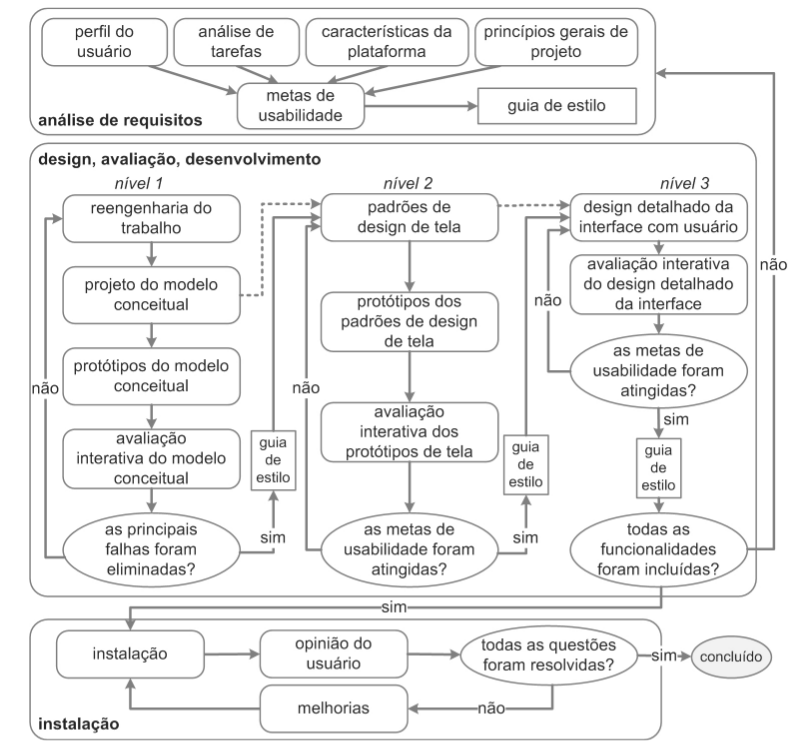 perfil do
usuário
análise de
tarefas
características da
plataforma
princípios gerais de
projeto
metas de
usabilidade
guia de estilo
análise de requisitos
design, avaliação, desenvolvimento
nível 1
reengenharia do
trabalho
projeto do modelo
conceitual
protótipos do modelo
conceitual
avaliação
interativa do modelo
conceitual
as principais
falhas foram
eliminadas?
não
sim
guia
de
estilo
nível 2
padrões de
design de tela
protótipos dos
padrões de design
de tela
avaliação
interativa dos
protótipos de tela
as metas de
usabilidade foram
atingidas?
não
sim
guia
de
estilo
nível 3
design detalhado da
interface com usuário
avaliação interativa
do design detalhado
da interface
as metas de
usabilidade foram
atingidas?
não
sim
guia
de
estilo
todas as
funcionalidades
foram incluídas?
não
sim
instalação
opinião do
usuário
todas as questões
foram resolvidas?
sim
concluído
não
melhorias
instalação